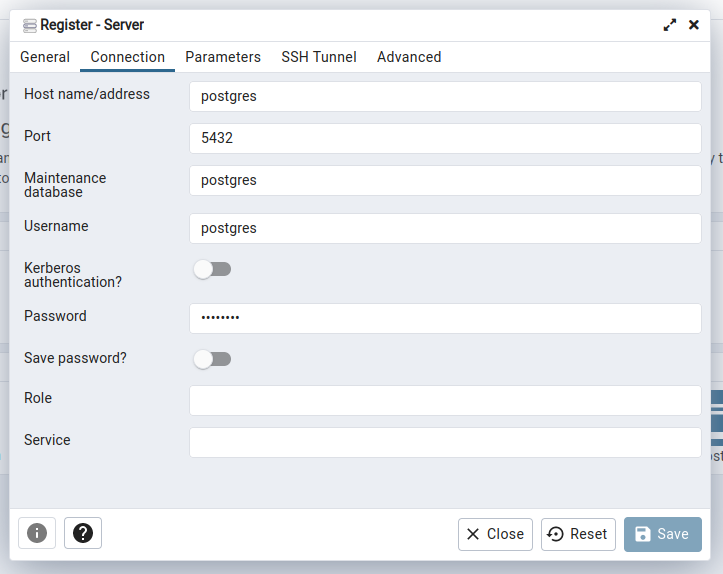 Register - Server
General Connection Parameters SSH Tunnel Advanced
Host name/address postgres
Port 5432
Maintenance
database postgres
Username postgres
Kerberos
authentication?
Password ••••••••
Save password?
Role
Service
Close Reset Save